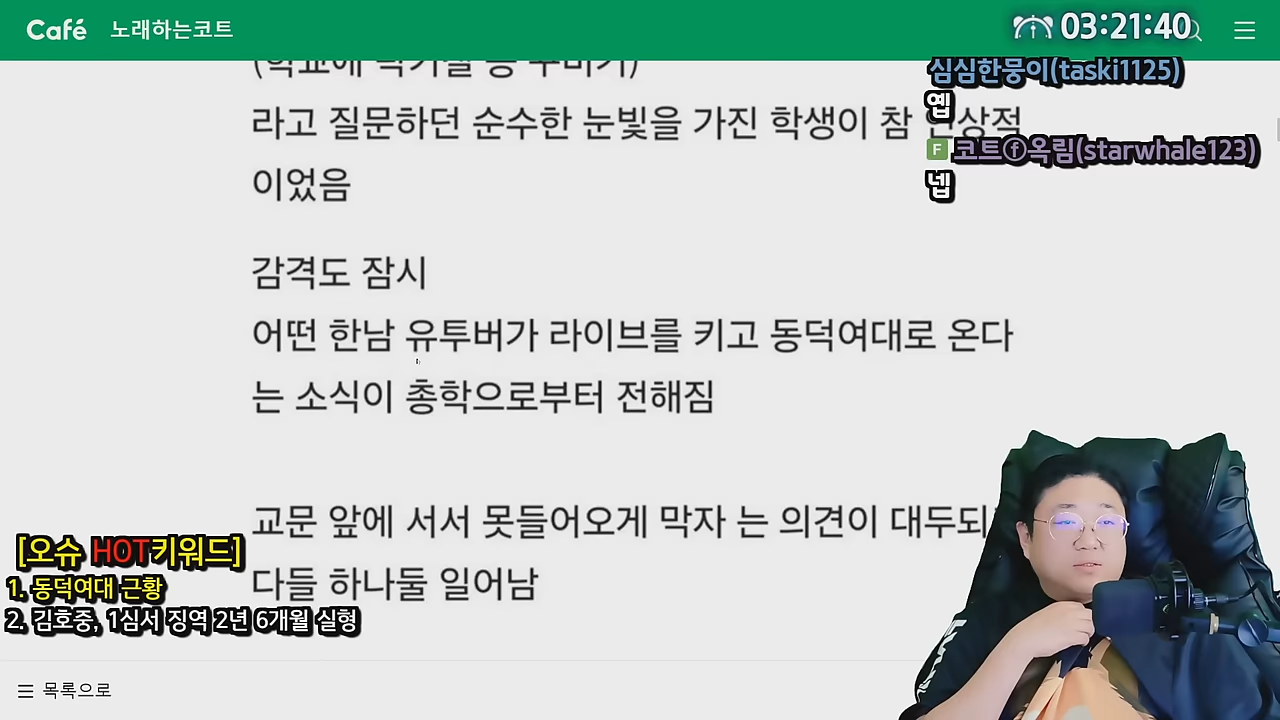 Café 노래하는코트
03:21:40
심심한뭉이(taski1125)
옙
F 코트ⓕ옥림(starwhale123)
넵
라고 질문하던 순수한 눈빛을 가진 학생이 참 인상적
이었음
감격도 잠시
어떤 한남 유투버가 라이브를 키고 동덕여대로 온다
는 소식이 총학으로부터 전해짐
교문 앞에 서서 못들어오게 막자 는 의견이 대두되
다들 하나둘 일어남
[오슈 HOT키워드]
1. 동덕여대 근황
2. 김호중, 1심서 징역 2년 6개월 실형
목록으로